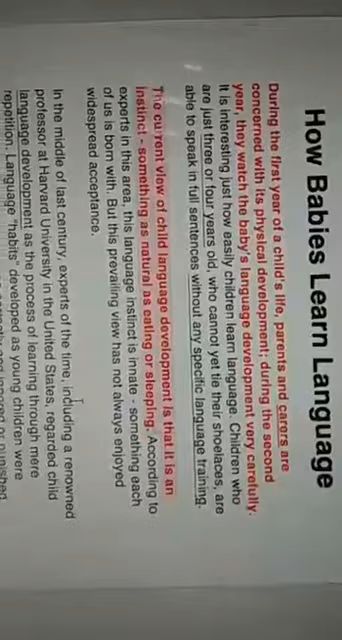 How Babies Learn Language
During the first year of a child's life, parents and carers are
concerned with its physical development; during the second
year, they watch the baby's language development very carefully.
It is interesting just how easily children learn language. Children who
are just three or four years old, who cannot yet tie their shoelaces, are
able to speak in full sentences without any specific language training.
The current view of child language development is that it is an
instinct - something as natural as eating or sleeping. According to
experts in this area, this language instinct is innate - something each
of us is born with. But this prevailing view has not always enjoyed
widespread acceptance.
In the middle of last century, experts of the time, including a renowned
professor at Harvard University in the United States, regarded child
language development as the process of learning through mere
repetition. Language "habits" developed as young children were